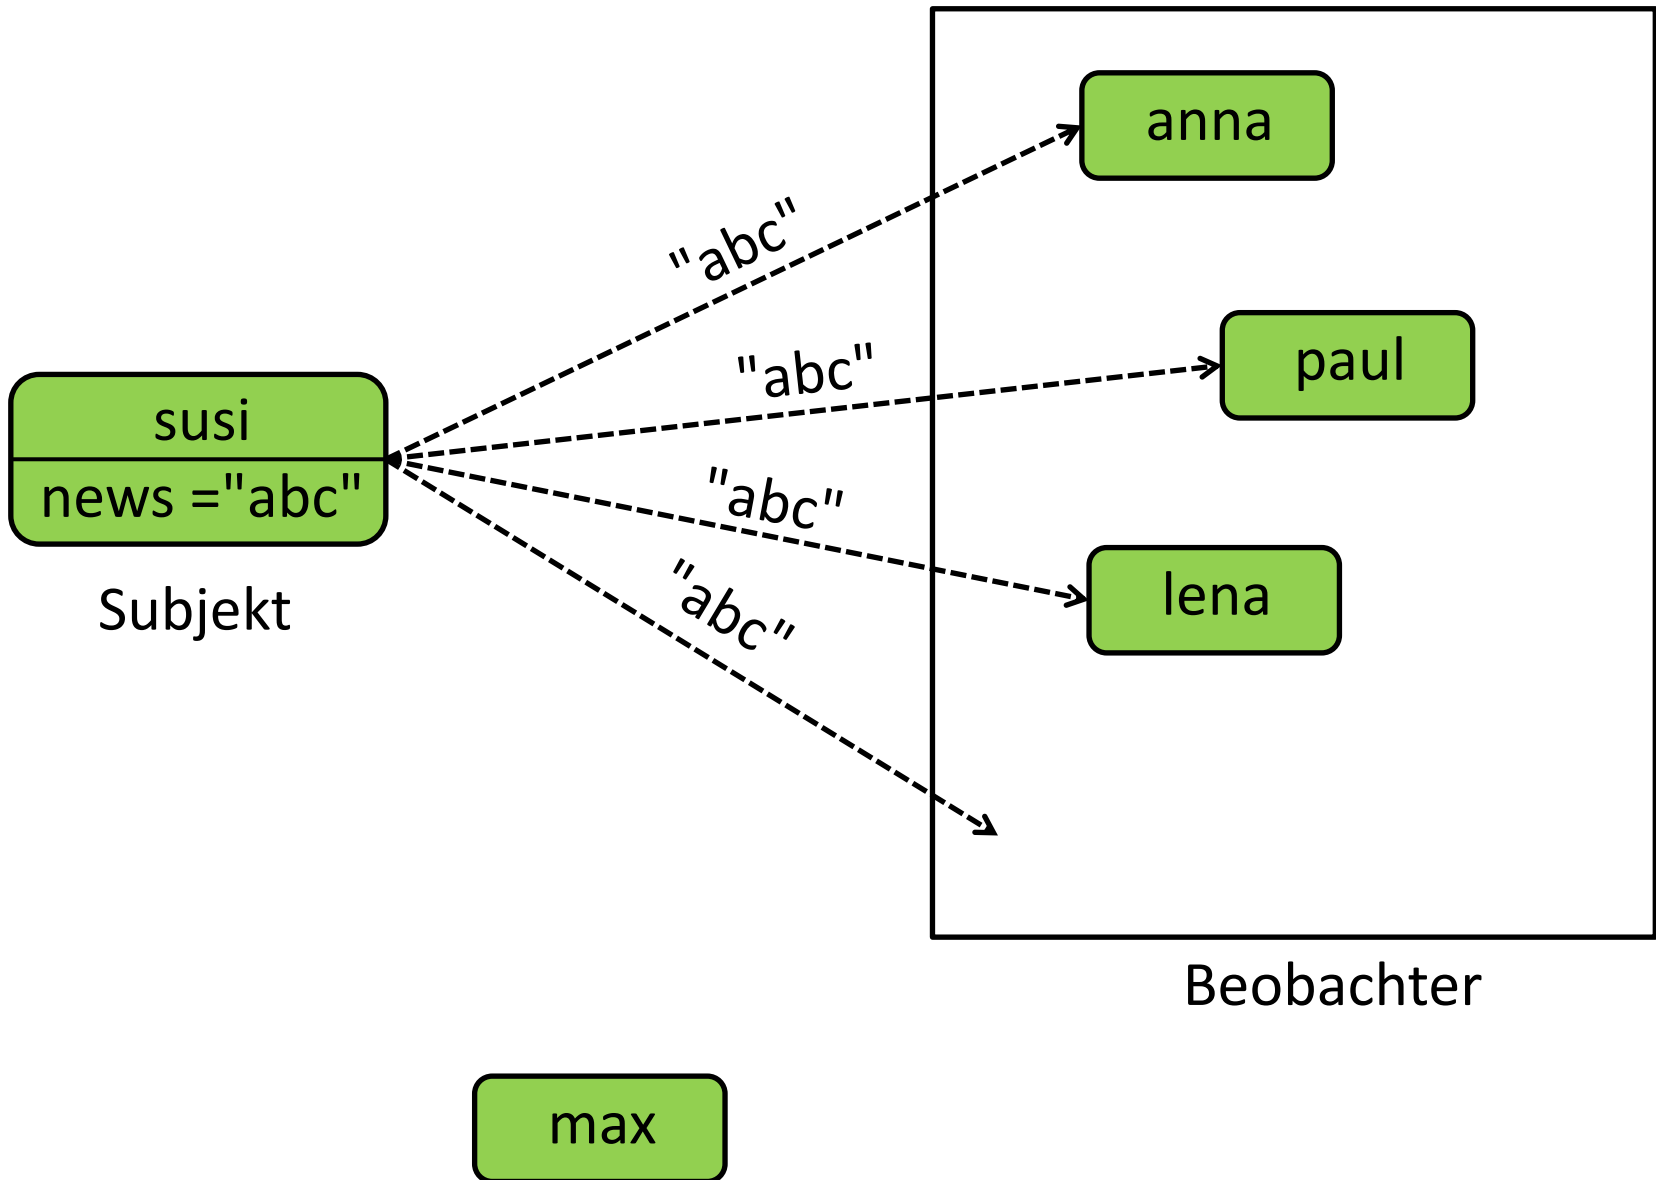 anna
"abc"
"abc"
paul
susi
news ="abc"
"abc"
lena
"abc"
Subjekt
Beobachter
max